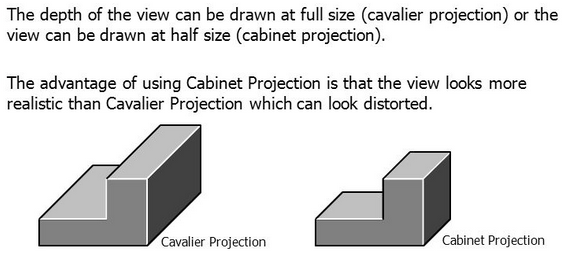 The depth of the view can be drawn at full size (cavalier projection) or the
view can be drawn at half size (cabinet projection).
The advantage of using Cabinet Projection is that the view looks more
realistic than Cavalier Projection which can look distorted.
Cavalier Projection
Cabinet Projection